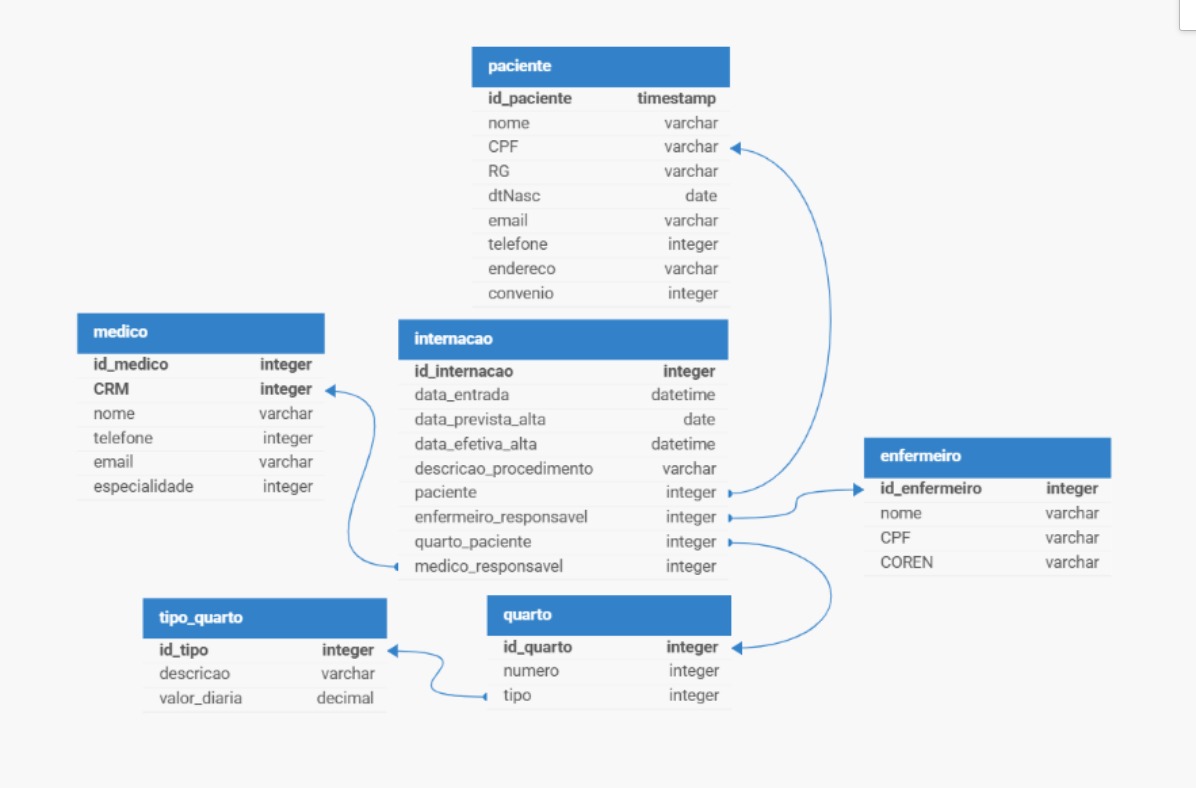 paciente
id_paciente timestamp
nome varchar
CPF varchar
RG varchar
dtNasc date
email varchar
telefone integer
endereco varchar
convenio integer
medico
id_medico integer
CRM integer
nome varchar
telefone integer
email varchar
especialidade integer
internacao
id_internacao integer
data_entrada datetime
data_prevista_alta date
data_efetiva_alta datetime
descricao_procedimento varchar
paciente integer
enfermeiro_responsavel integer
quarto_paciente integer
medico_responsavel integer
enfermeiro
id_enfermeiro integer
nome varchar
CPF varchar
COREN varchar
tipo_quarto
id_tipo integer
descricao varchar
valor_diaria decimal
quarto
id_quarto integer
numero integer
tipo integer